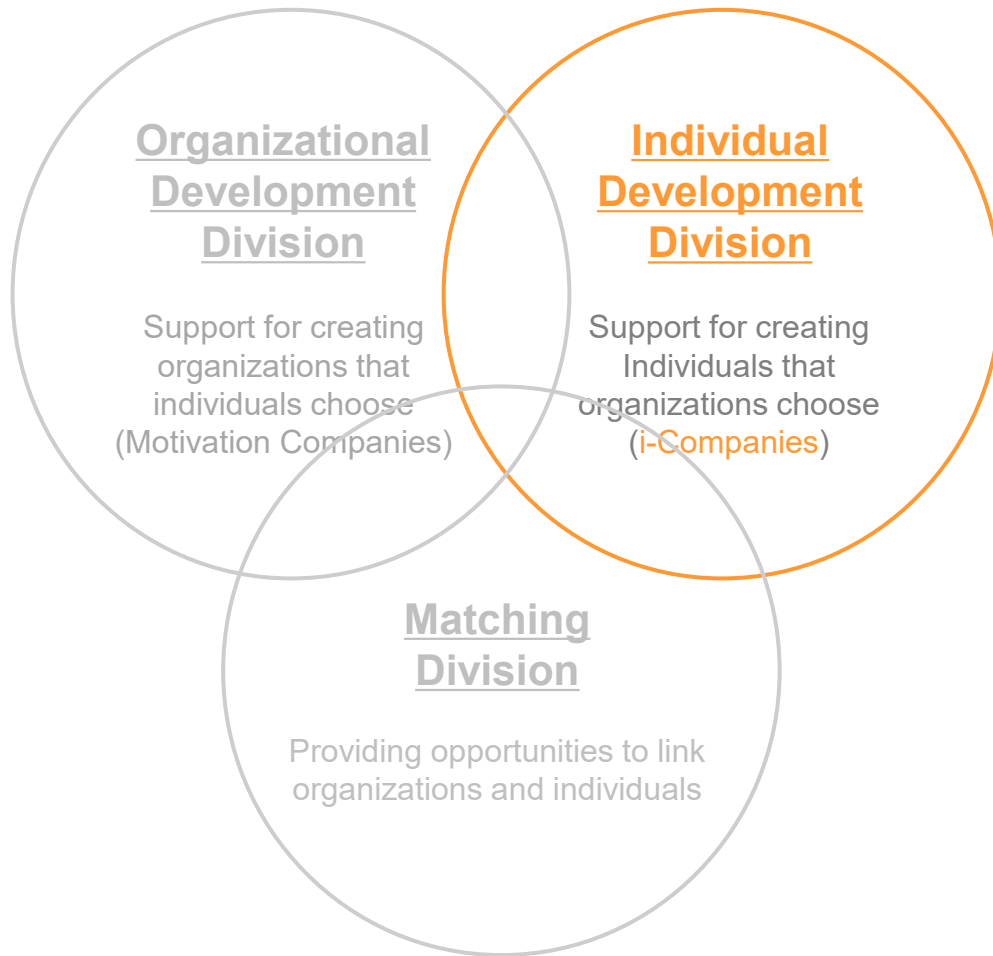 Organizational
Development
Division
Support for creating
organizations that
individuals choose
(Motivation Companies)
Individual
Development
Division
Support for creating
Individuals that
organizations choose
(i-Companies)
Matching
Division
Providing opportunities to link
organizations and individuals